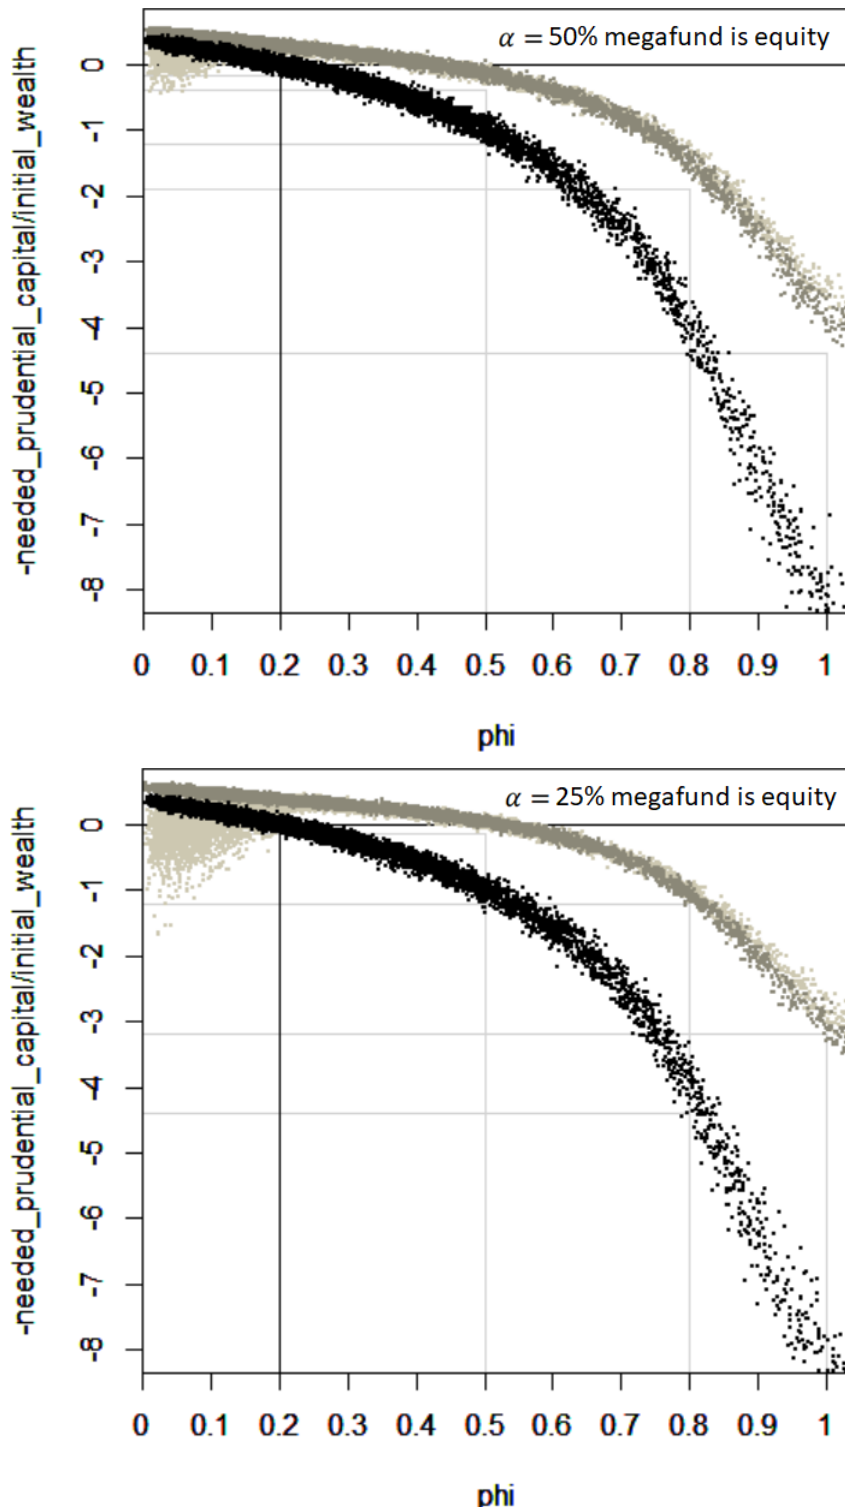 α = 50% megafund is equity
-needed_prudential_capital/initial_wealth
0
-1
-2
-3
-4
-5
-6
-7
-8
0 0.1 0.2 0.3 0.4 0.5 0.6 0.7 0.8 0.9 1
phi
α = 25% megafund is equity
-needed_prudential_capital/initial_wealth
0
-1
-2
-3
-4
-5
-6
-7
-8
0 0.1 0.2 0.3 0.4 0.5 0.6 0.7 0.8 0.9 1
phi